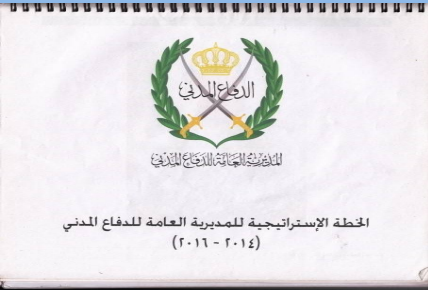 الدفاع المدني
المديرية العامة للدفاع المدني
الخطة الإستراتيجية للمديرية العامة للدفاع المدني
(٢٠١٤ - ٢٠١٦)